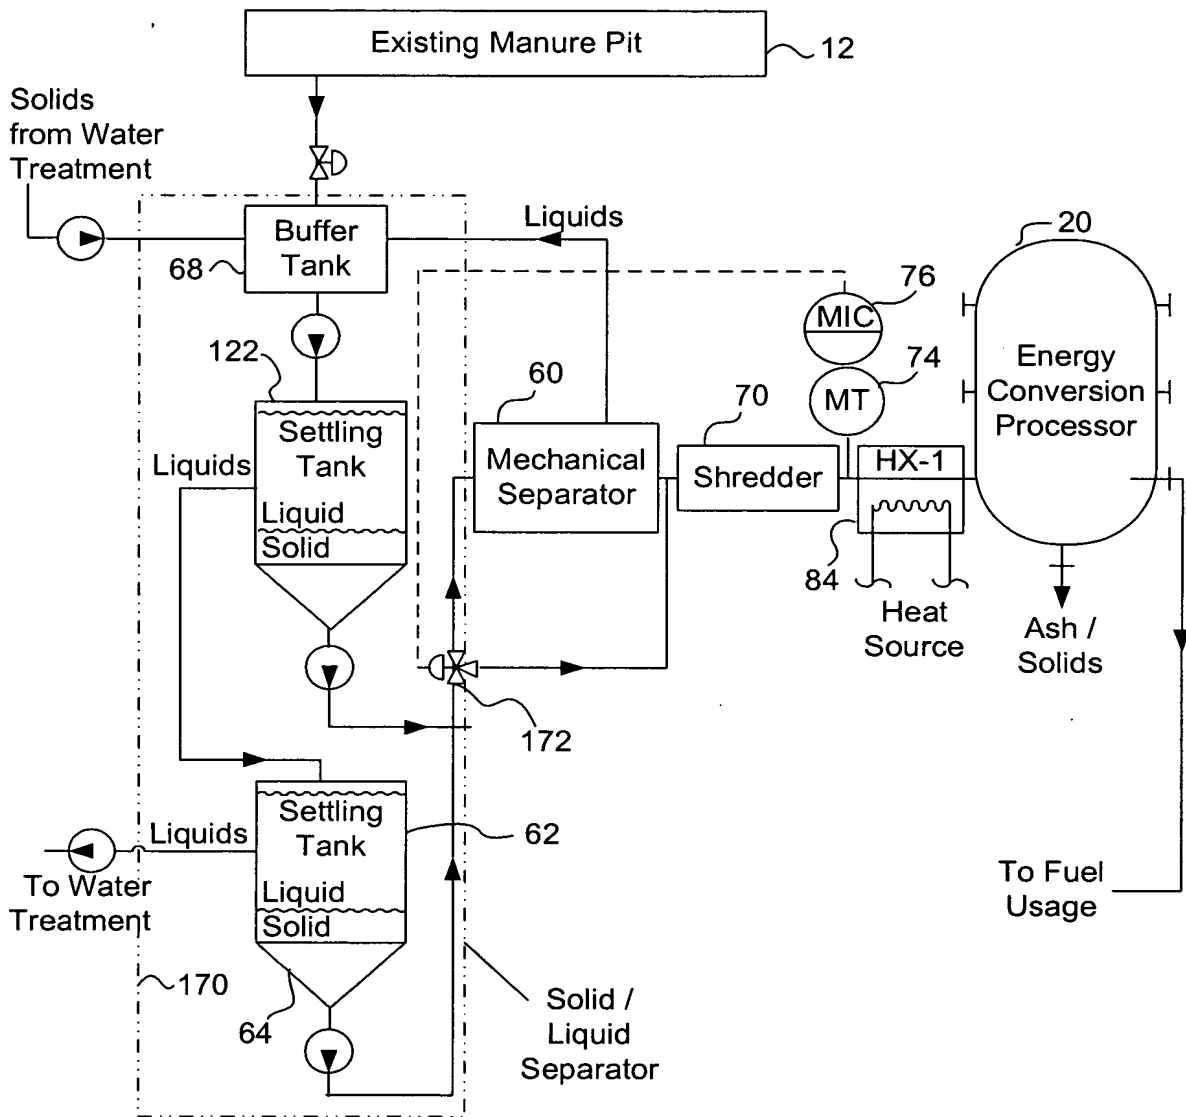 Existing Manure Pit
12
Solids
from Water
Treatment
Buffer
Tank
68
Liquids
20
76
MIC
74
MT
122
Settling
Tank
Liquids
Liquid
Solid
60
Mechanical
Separator
70
Shredder
HX-1
84
Heat
Source
Energy
Conversion
Processor
Ash /
Solids
172
Settling
Tank
62
Liquids
To Water
Treatment
Liquid
Solid
64
170
Solid /
Liquid
Separator
To Fuel
Usage